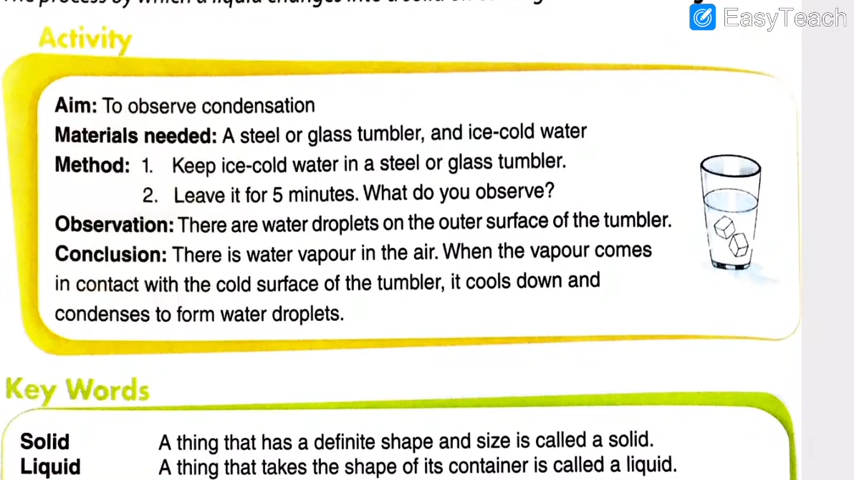 EasyTeach
Activity
Aim: To observe condensation
Materials needed: A steel or glass tumbler, and ice-cold water
Method: 1. Keep ice-cold water in a steel or glass tumbler.
2. Leave it for 5 minutes. What do you observe?
Observation: There are water droplets on the outer surface of the tumbler.
Conclusion: There is water vapour in the air. When the vapour comes
in contact with the cold surface of the tumbler, it cools down and
condenses to form water droplets.
Key Words
Solid A thing that has a definite shape and size is called a solid.
Liquid A thing that takes the shape of its container is called a liquid.